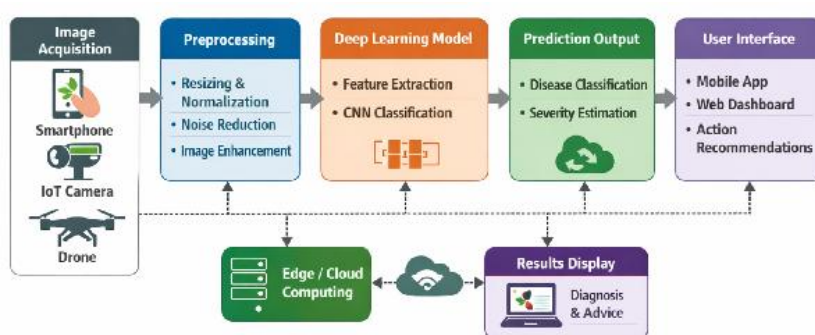 Image
Acquisition
Smartphone
IoT Camera
Drone
Preprocessing
• Resizing &
Normalization
• Noise Reduction
• Image Enhancement
Deep Learning Model
• Feature Extraction
• CNN Classification
Prediction Output
• Disease Classification
• Severity Estimation
User Interface
• Mobile App
• Web Dashboard
• Action
Recommendations
Edge / Cloud
Computing
Results Display
Diagnosis
& Advice